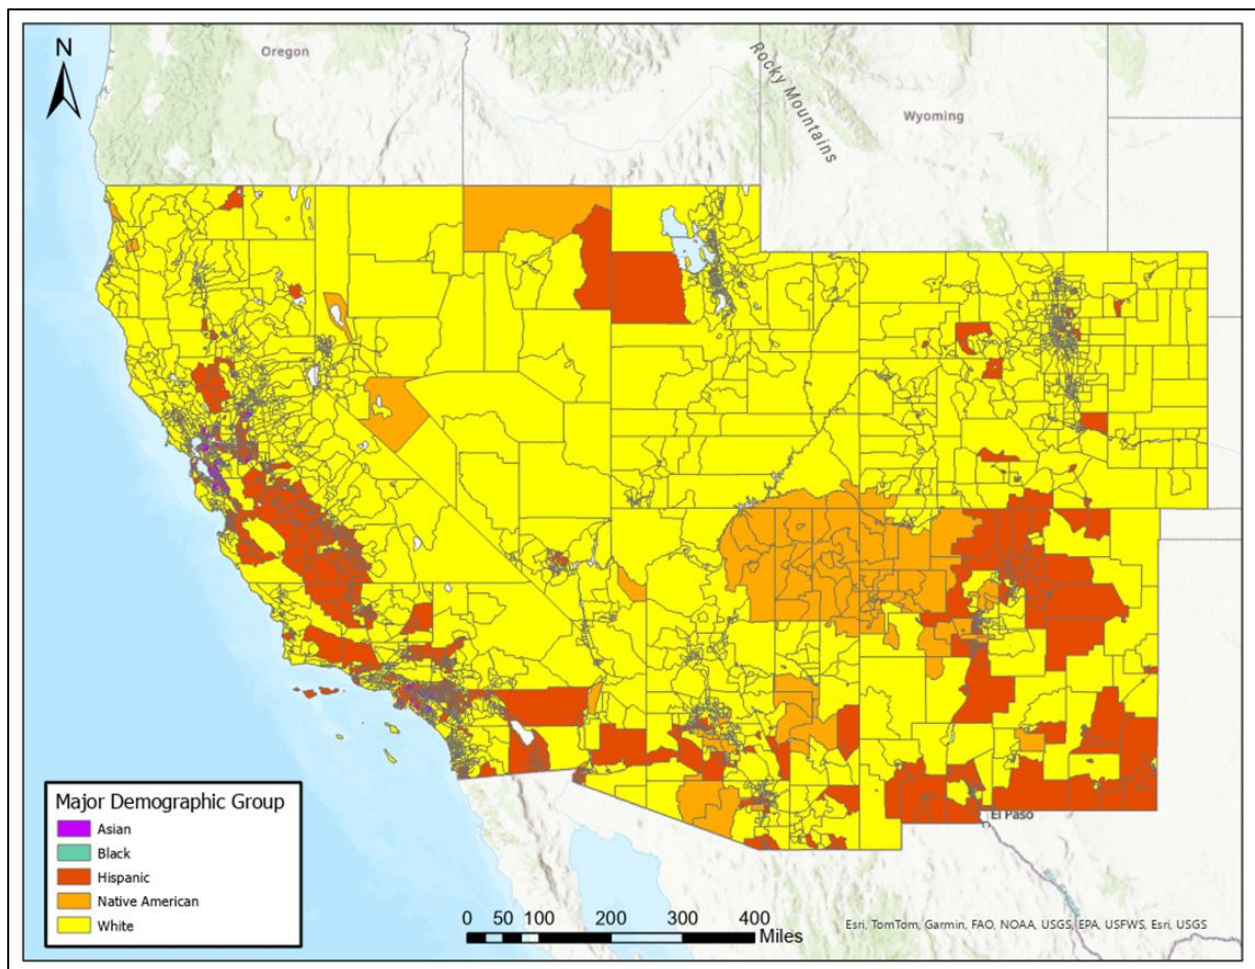 N
Oregon
Rocky Mountains
Wyoming
El Paso
Major Demographic Group
Asian
Black
Hispanic
Native American
White
0 50 100 200 300 400
Miles
Esri, TomTom, Garmin, FAO, NOAA, USGS, EPA, USFWS, Esri, USGS